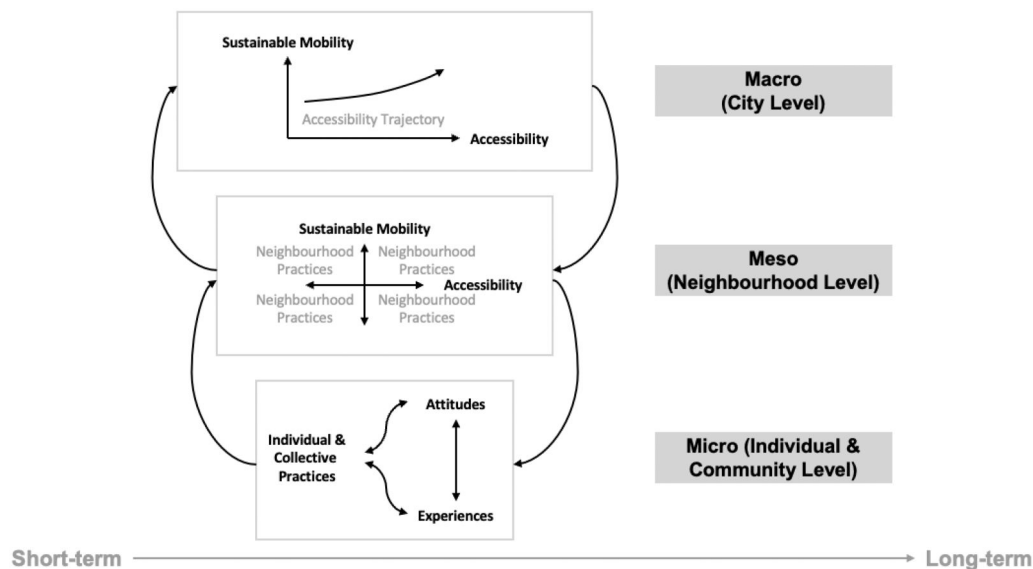 Sustainable Mobility
Accessibility Trajectory
Accessibility
Macro
(City Level)
Sustainable Mobility
Neighbourhood
Practices
Neighbourhood
Practices
Accessibility
Neighbourhood
Practices
Neighbourhood
Practices
Meso
(Neighbourhood Level)
Attitudes
Individual &
Collective
Practices
Experiences
Micro (Individual &
Community Level)
Short-term
Long-term